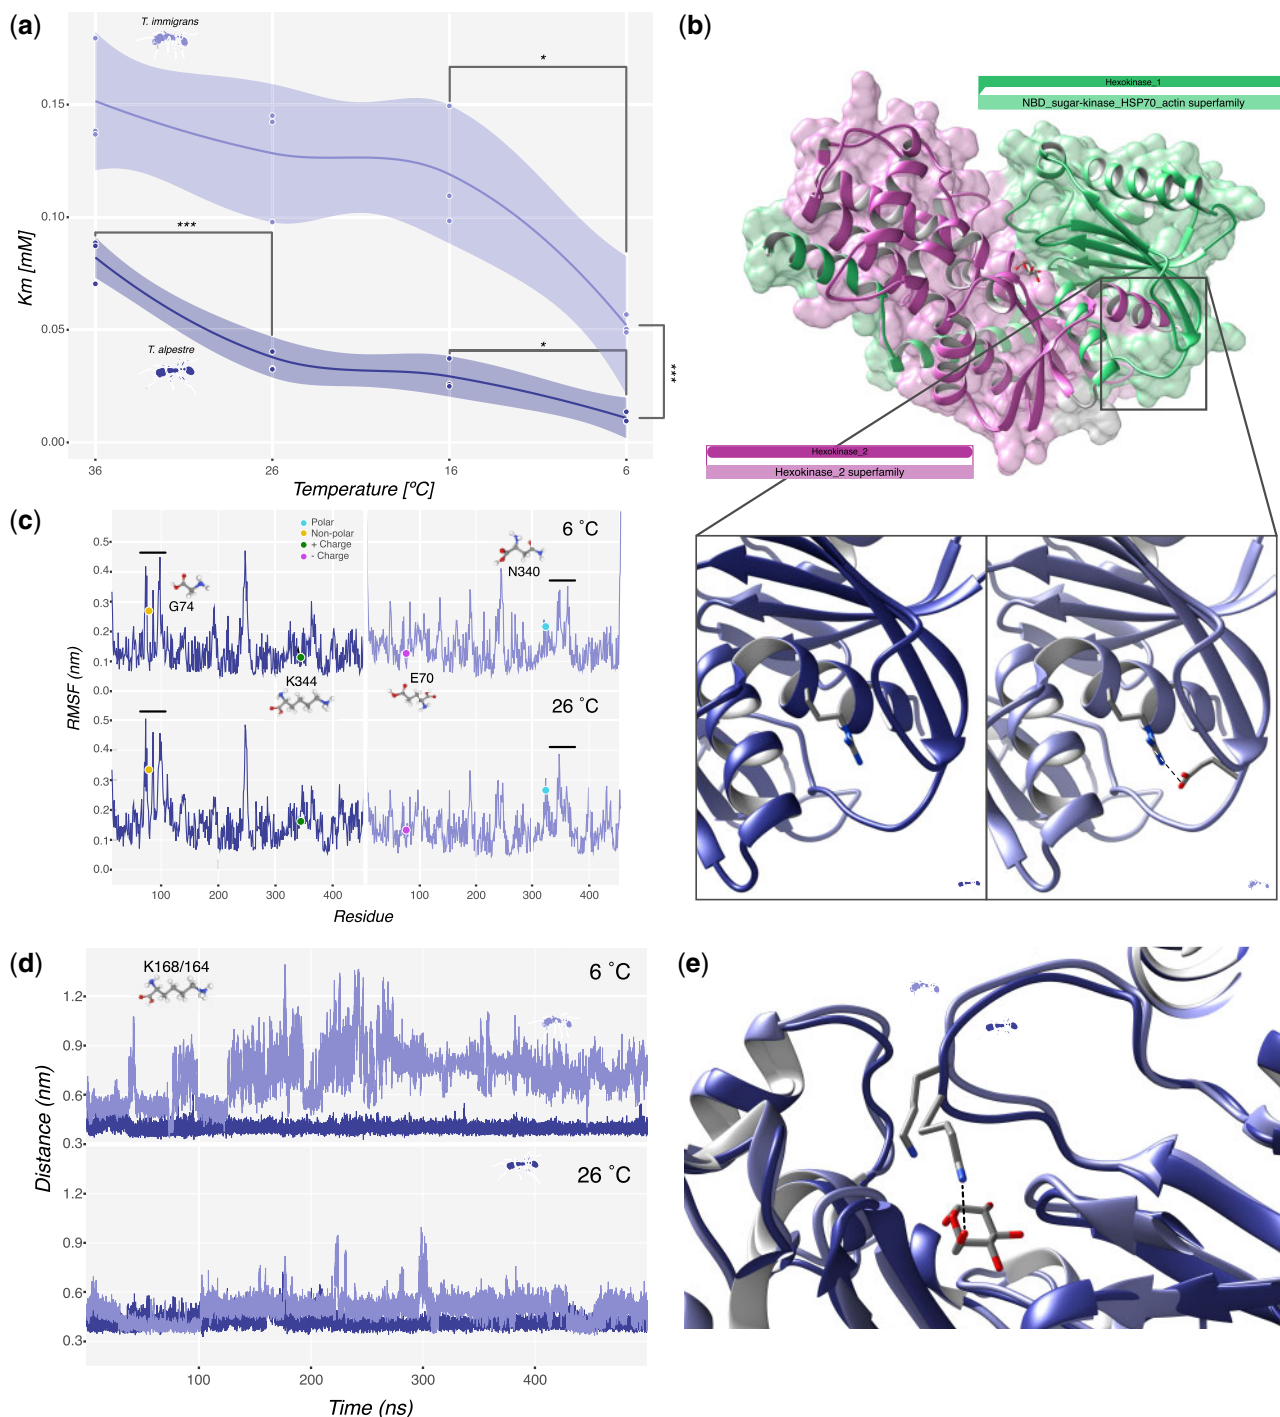 (a)
T. immigrans
*
0.15
0.10
***
Km [mM]
0.05
T. alpestre
*
***
0.00
36
26
16
6
Temperature [ºC]
(b)
Hexokinase_1
NBD_sugar-kinase_HSP70_actin superfamily
Hexokinase_2
Hexokinase_2 superfamily
(c)
Polar
Non-polar
+ Charge
- Charge
6 ˚C
0.5
0.4
0.3
0.2
0.1
0.0
G74
N340
K344
E70
RMSF (nm)
26 ˚C
0.5
0.4
0.3
0.2
0.1
0.0
100
200
300
400
100
200
300
400
Residue
(d)
K168/164
6 ˚C
1.2
0.9
0.6
0.3
Distance (nm)
26 ˚C
1.2
0.9
0.6
0.3
100
200
300
400
Time (ns)
(e)